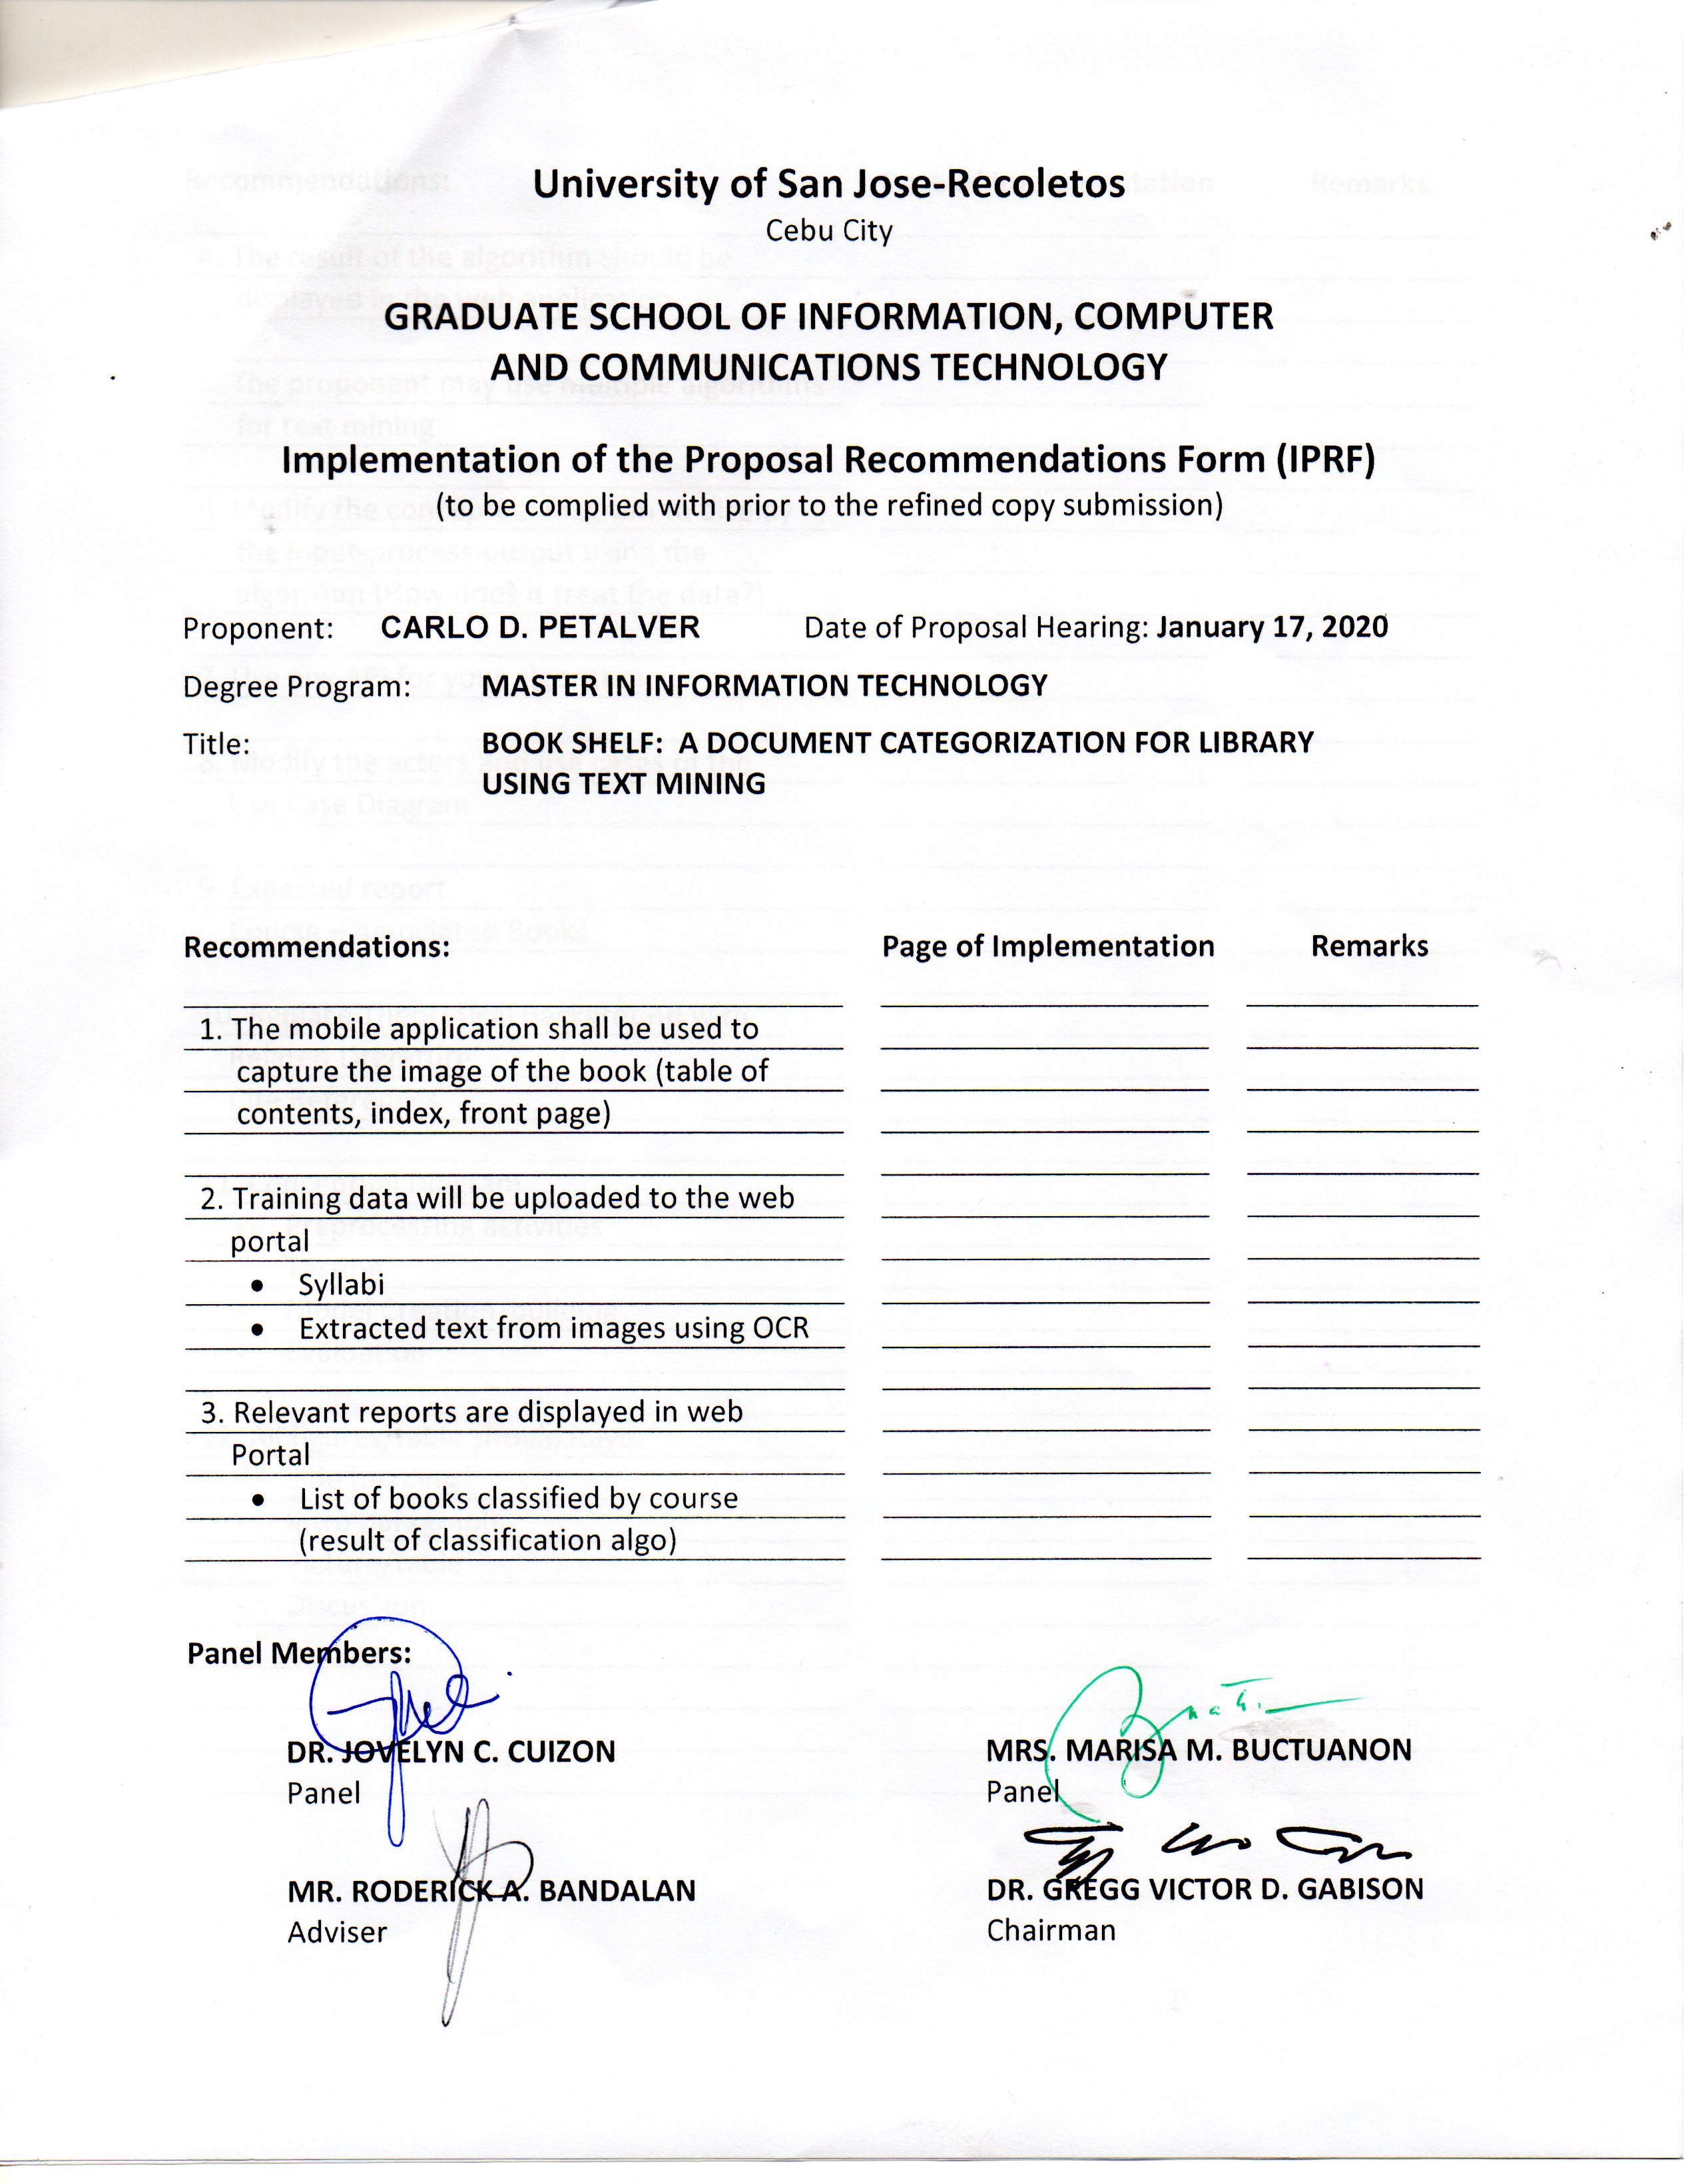 University of San Jose-Recoletos
Cebu City
GRADUATE SCHOOL OF INFORMATION, COMPUTER
AND COMMUNICATIONS TECHNOLOGY
Implementation of the Proposal Recommendations Form (IPRF)
(to be complied with prior to the refined copy submission)
Proponent: CARLO D. PETALVER Date of Proposal Hearing: January 17, 2020
Degree Program: MASTER IN INFORMATION TECHNOLOGY
Title: BOOK SHELF: A DOCUMENT CATEGORIZATION FOR LIBRARY
USING TEXT MINING
Recommendations: Page of Implementation Remarks
1. The mobile application shall be used to
capture the image of the book (table of
contents, index, front page)
2. Training data will be uploaded to the web
portal
• Syllabi
• Extracted text from images using OCR
3. Relevant reports are displayed in web
Portal
• List of books classified by course
(result of classification algo)
Panel Members:
DR. JOVELYN C. CUIZON MRS. MARISA M. BUCTUANON
Panel Panel
MR. RODERICK A. BANDALAN DR. GREGG VICTOR D. GABISON
Adviser Chairman